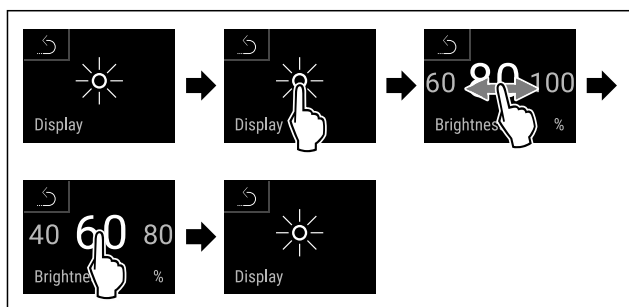 Display
Display
60 80 100
Brightnes %
40 60 80
Brightne %
Display